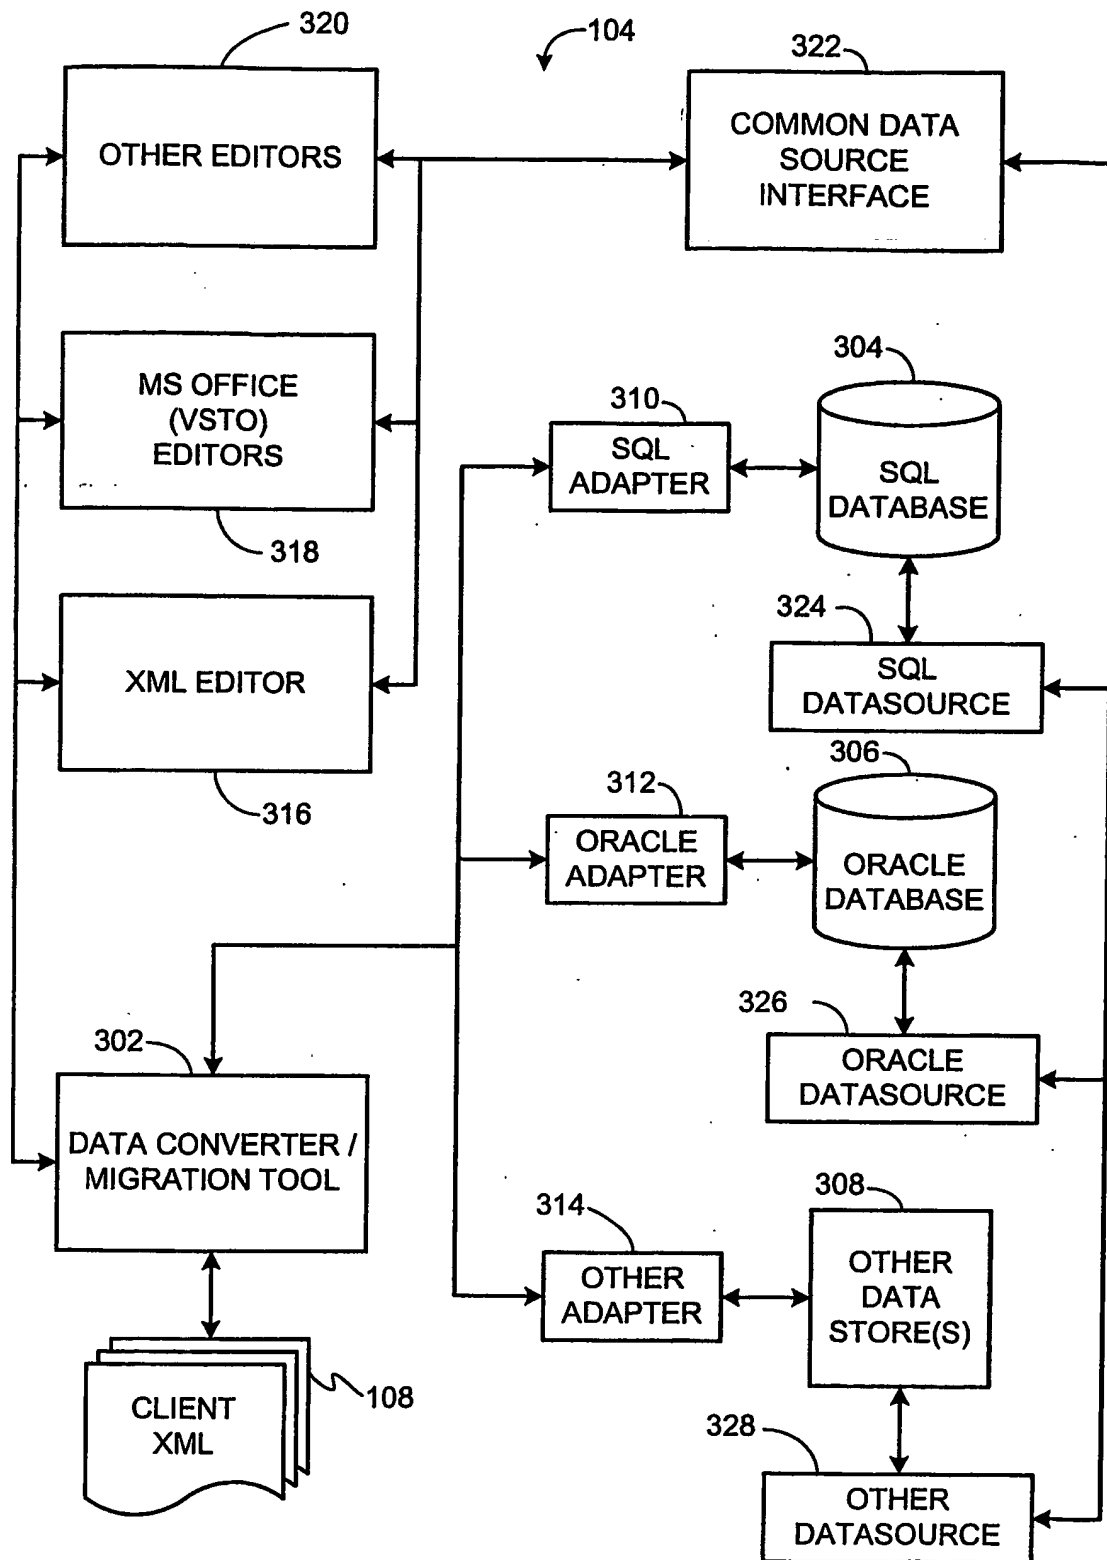 320
104
322
OTHER EDITORS
COMMON DATA
SOURCE
INTERFACE
304
MS OFFICE
(VSTO)
EDITORS
310
SQL
ADAPTER
SQL
DATABASE
318
324
XML EDITOR
SQL
DATASOURCE
306
312
316
ORACLE
ADAPTER
ORACLE
DATABASE
326
302
ORACLE
DATASOURCE
DATA CONVERTER /
MIGRATION TOOL
308
314
OTHER
ADAPTER
OTHER
DATA
STORE(S)
108
CLIENT
XML
328
OTHER
DATASOURCE